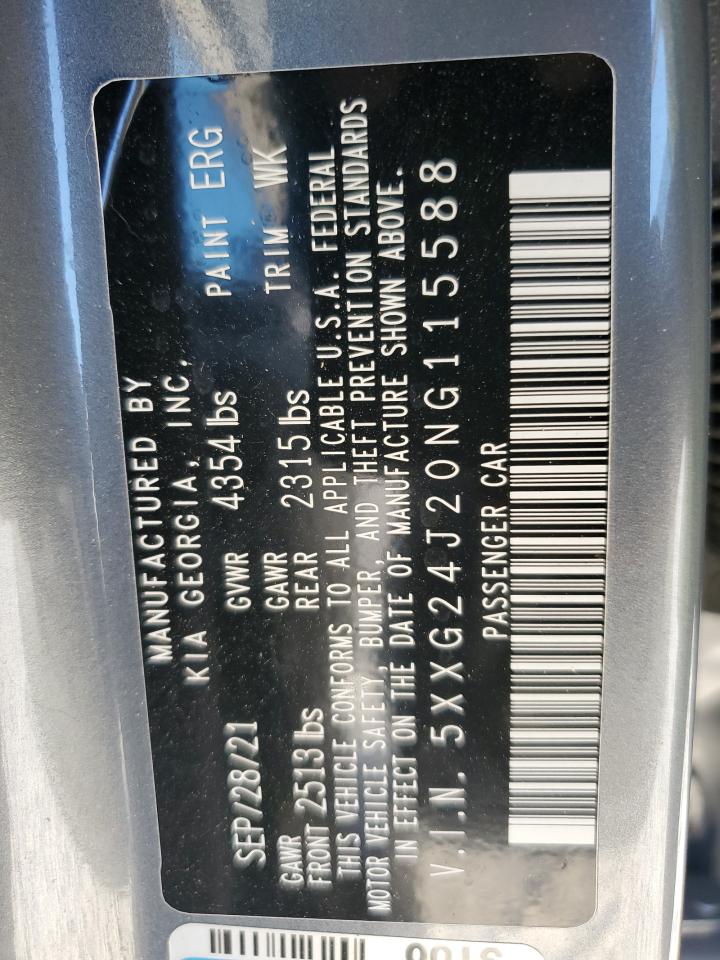 MANUFACTURED BY
KIA GEORGIA, INC.
SEP/28/21 GVWR 4354 lbs PAINT ERG
GAWR GAWR
FRONT 2513 lbs REAR 2315 lbs TRIM WK
THIS VEHICLE CONFORMS TO ALL APPLICABLE U.S.A. FEDERAL
MOTOR VEHICLE SAFETY, BUMPER, AND THEFT PREVENTION STANDARDS
IN EFFECT ON THE DATE OF MANUFACTURE SHOWN ABOVE.
V.I.N. 5XXG24J20NG115588
PASSENGER CAR